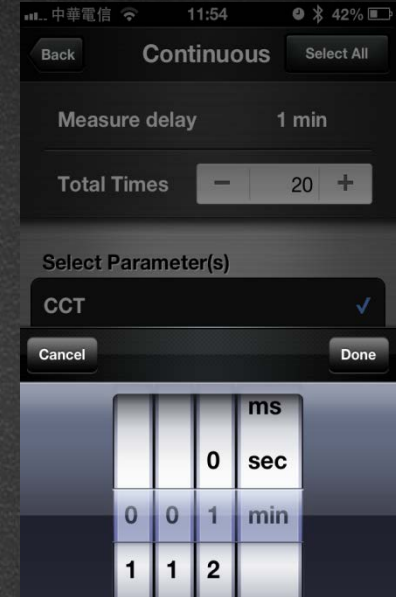 中華電信 11:54 42%
Back Continuous Select All
Measure delay 1 min
Total Times − 20 +
Select Parameter(s)
CCT ✓
Cancel Done
ms
0 sec
0 0 1 min
1 1 2